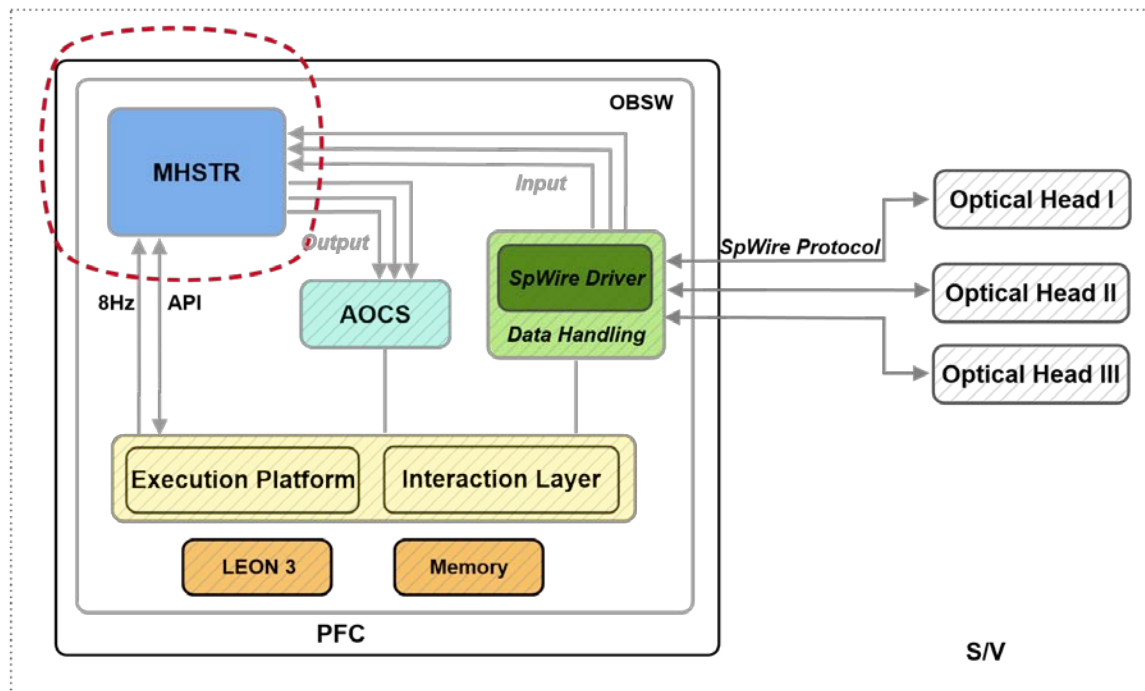 OBSW
MHSTR
Input
Optical Head I
Output
SpWire Protocol
SpWire Driver
8Hz
API
AOCS
Optical Head II
Data Handling
Optical Head III
Execution Platform
Interaction Layer
LEON 3
Memory
PFC
S/V